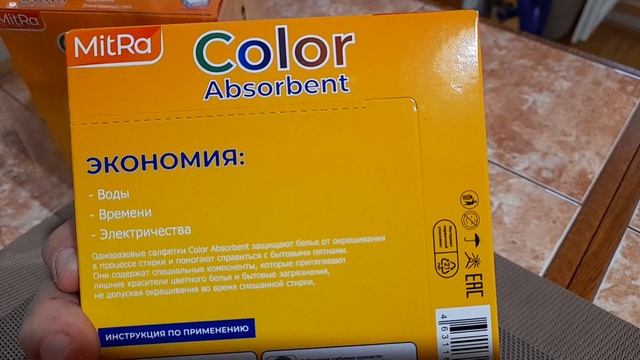 MitRa
Color
Absorbent
ЭКОНОМИЯ:
- Воды
- Времени
- Электричества
Одноразовые салфетки Color Absorbent защищают белье от окрашивания
в процессе стирки и помогают справиться с бытовыми пятнами.
Они содержат специальные компоненты, которые притягивают
лишние красители цветного белья и бытовые загрязнения,
не допуская окрашивания во время смешанной стирки.
ИНСТРУКЦИЯ ПО ПРИМЕНЕНИЮ
EAC